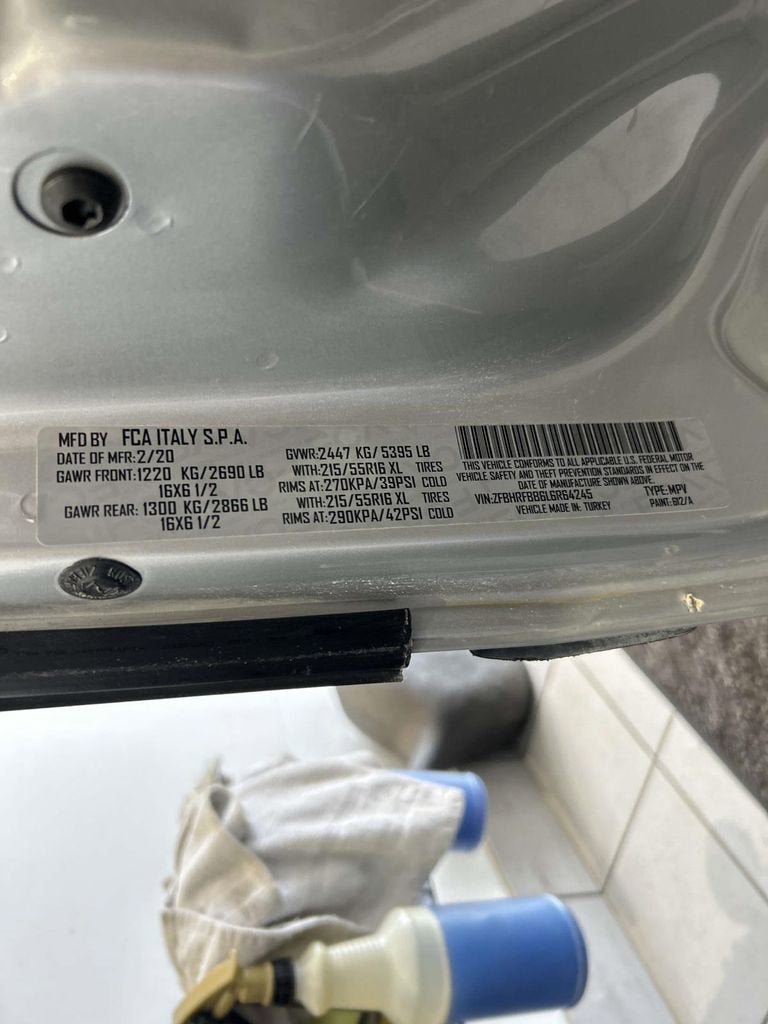 MFD BY FCA ITALY S.P.A.
DATE OF MFR:2/20
GAWR FRONT:1220 KG/2690 LB
16X6 1/2
GAWR REAR: 1300 KG/2866 LB
16X6 1/2
GVWR:2447 KG/5395 LB
WITH:215/55R16 XL TIRES
RIMS AT:270KPA/39PSI COLD
WITH:215/55R16 XL TIRES
RIMS AT:290KPA/42PSI COLD
THIS VEHICLE CONFORMS TO ALL APPLICABLE U.S. FEDERAL MOTOR
VEHICLE SAFETY, BUMPER, AND THEFT PREVENTION STANDARDS IN EFFECT ON THE
DATE OF MANUFACTURE SHOWN ABOVE.
VIN:ZFBHRFBB6L6R64245 TYPE:MPV
VEHICLE MADE IN: TURKEY PAINT:612/A